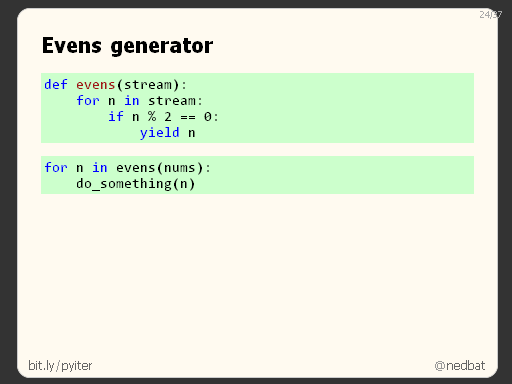 24/37
Evens generator
def evens(stream):
    for n in stream:
        if n % 2 == 0:
            yield n
for n in evens(nums):
    do_something(n)
bit.ly/pyiter
@nedbat